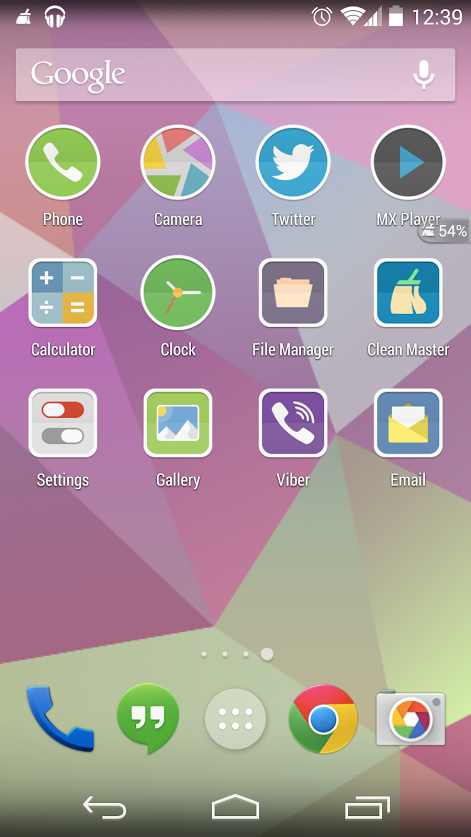 12:39
Google
Phone
Camera
Twitter
MX Player
54%
Calculator
Clock
File Manager
Clean Master
Settings
Gallery
Viber
Email